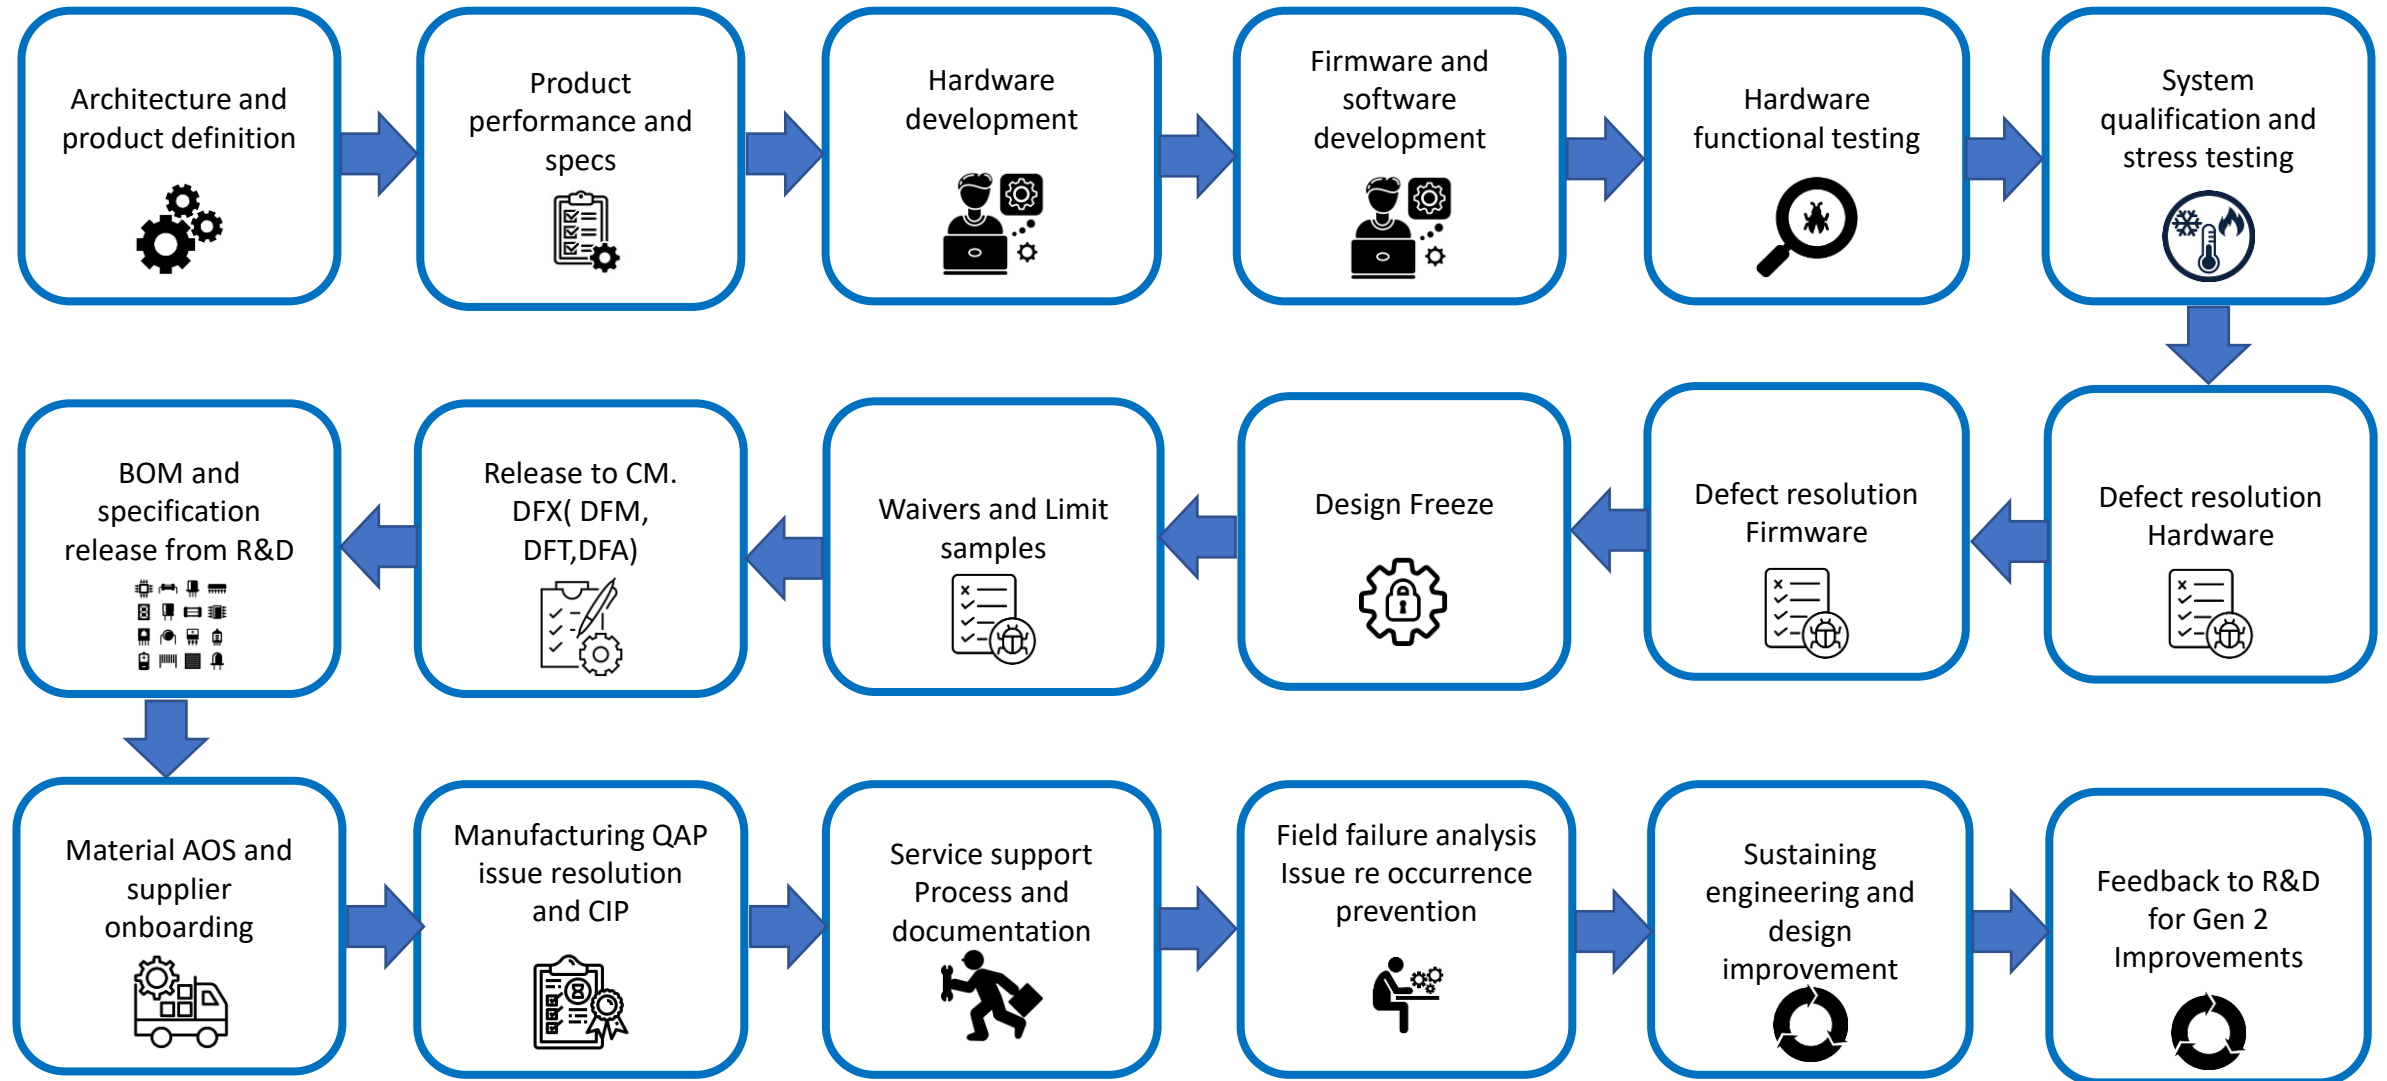 Architecture and
product definition
Product
performance and
specs
Hardware
development
Firmware and
software
development
Hardware
functional testing
System
qualification and
stress testing
Defect resolution
Hardware
Defect resolution
Firmware
Design Freeze
Waivers and Limit
samples
Release to CM.
DFX( DFM,
DFT,DFA)
BOM and
specification
release from R&D
Material AOS and
supplier
onboarding
Manufacturing QAP
issue resolution
and CIP
Service support
Process and
documentation
Field failure analysis
Issue re occurrence
prevention
Sustaining
engineering and
design
improvement
Feedback to R&D
for Gen 2
Improvements